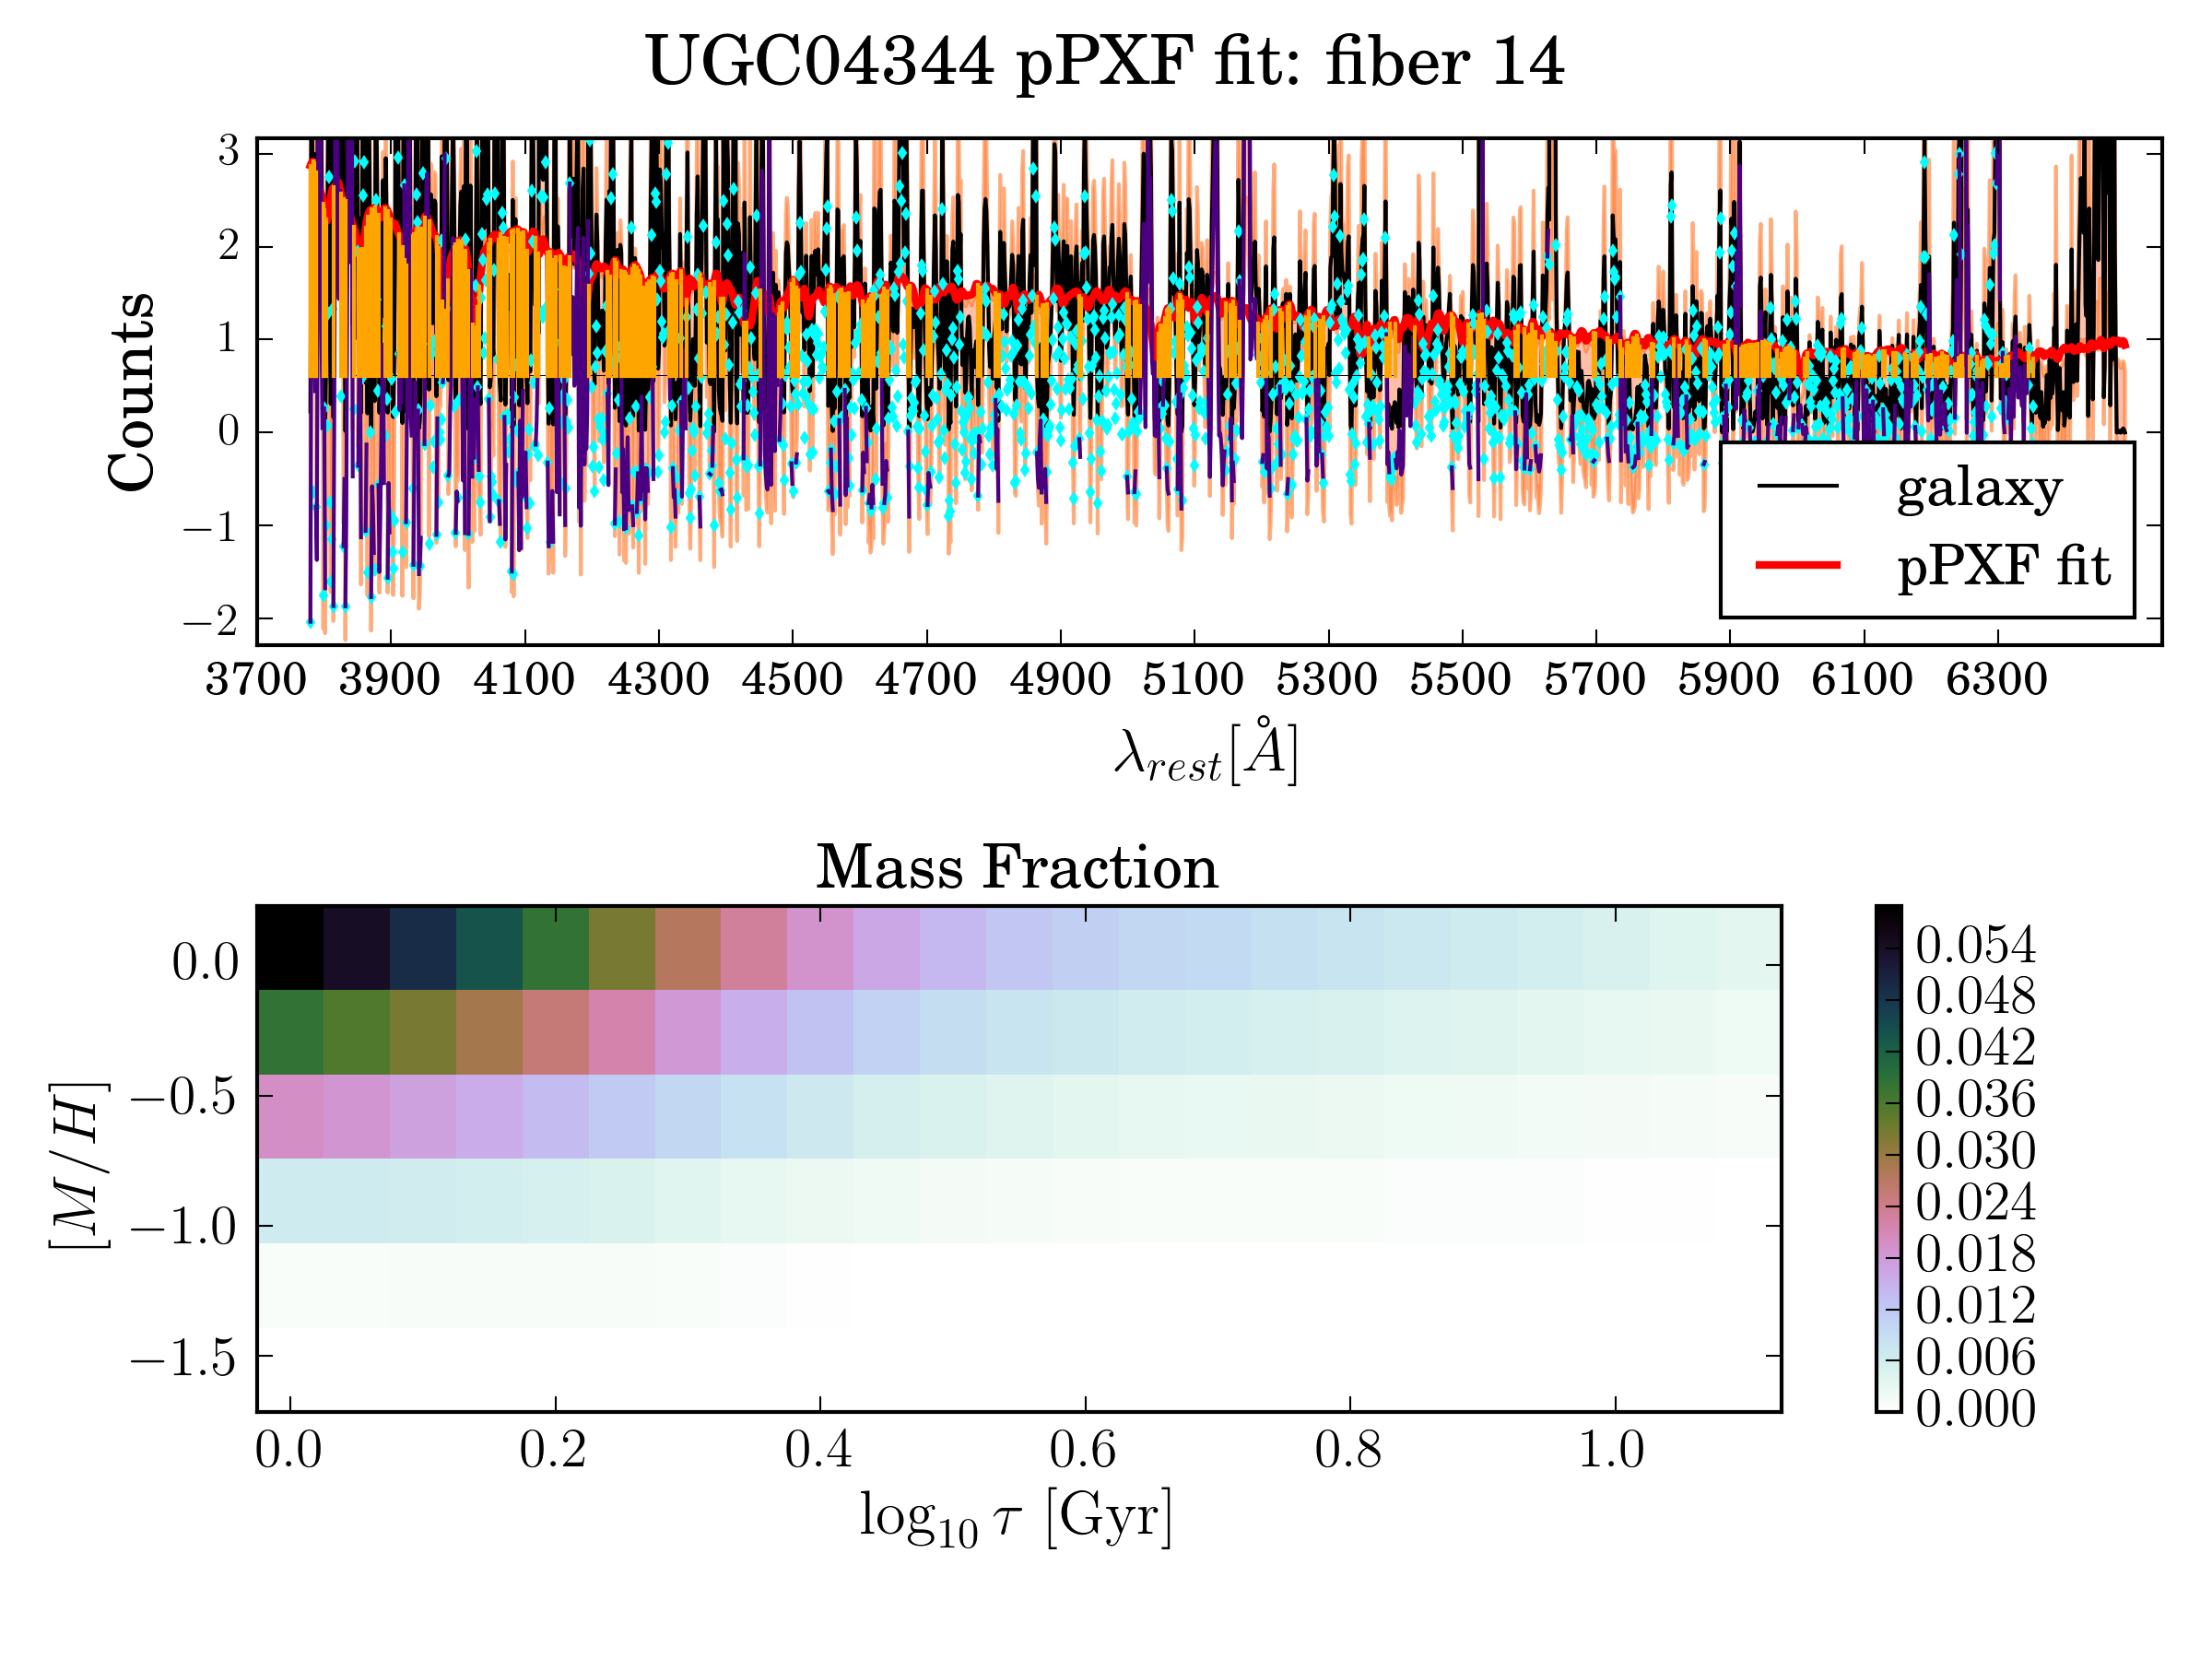 UGC04344 pPXF fit: fiber 14
3
2
1
0
−1
−2
Counts
galaxy
pPXF fit
3700 3900 4100 4300 4500 4700 4900 5100 5300 5500 5700 5900 6100 6300
λrest[Å]
Mass Fraction
0.0
−0.5
−1.0
−1.5
[M/H]
0.054
0.048
0.042
0.036
0.030
0.024
0.018
0.012
0.006
0.000
0.0 0.2 0.4 0.6 0.8 1.0
log10 τ [Gyr]